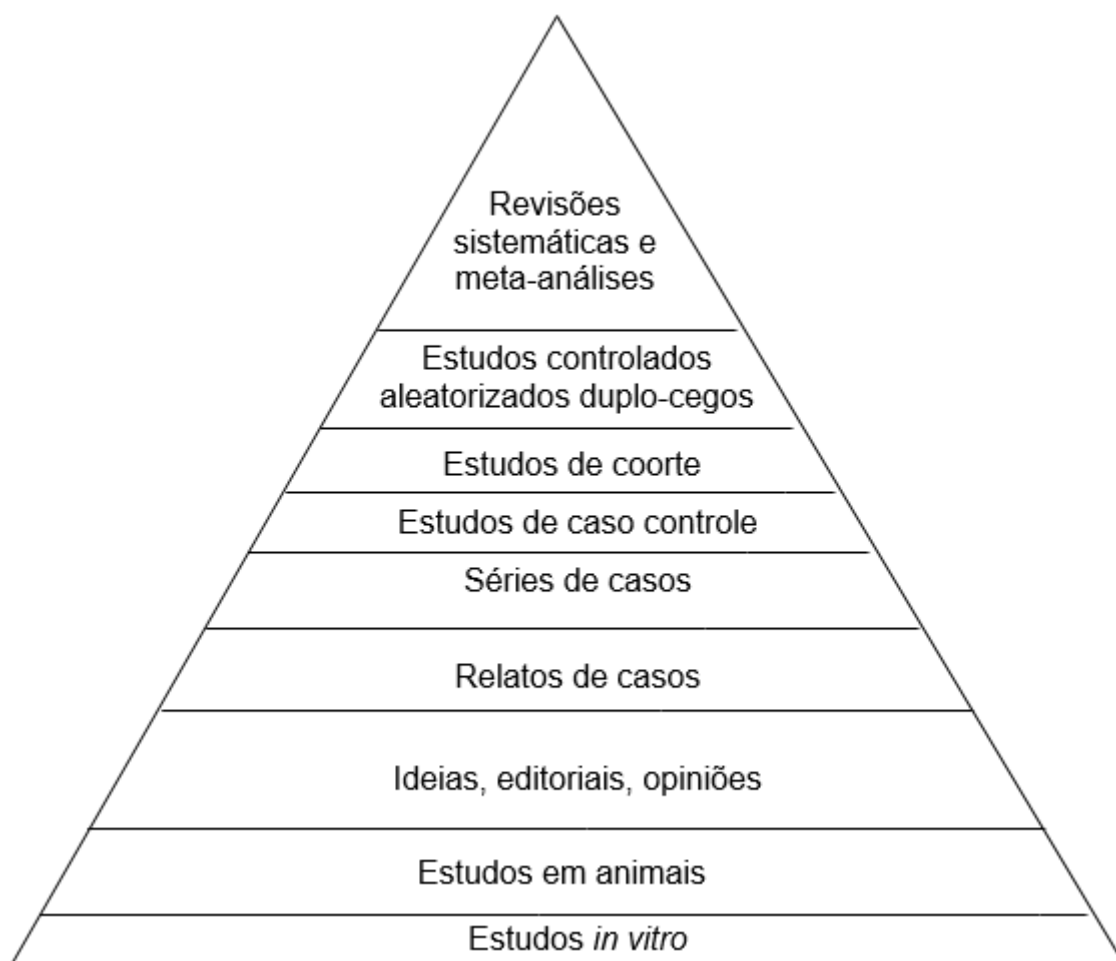 Revisões
sistemáticas e
meta-análises
Estudos controlados
aleatorizados duplo-cegos
Estudos de coorte
Estudos de caso controle
Séries de casos
Relatos de casos
Ideias, editoriais, opiniões
Estudos em animais
Estudos in vitro